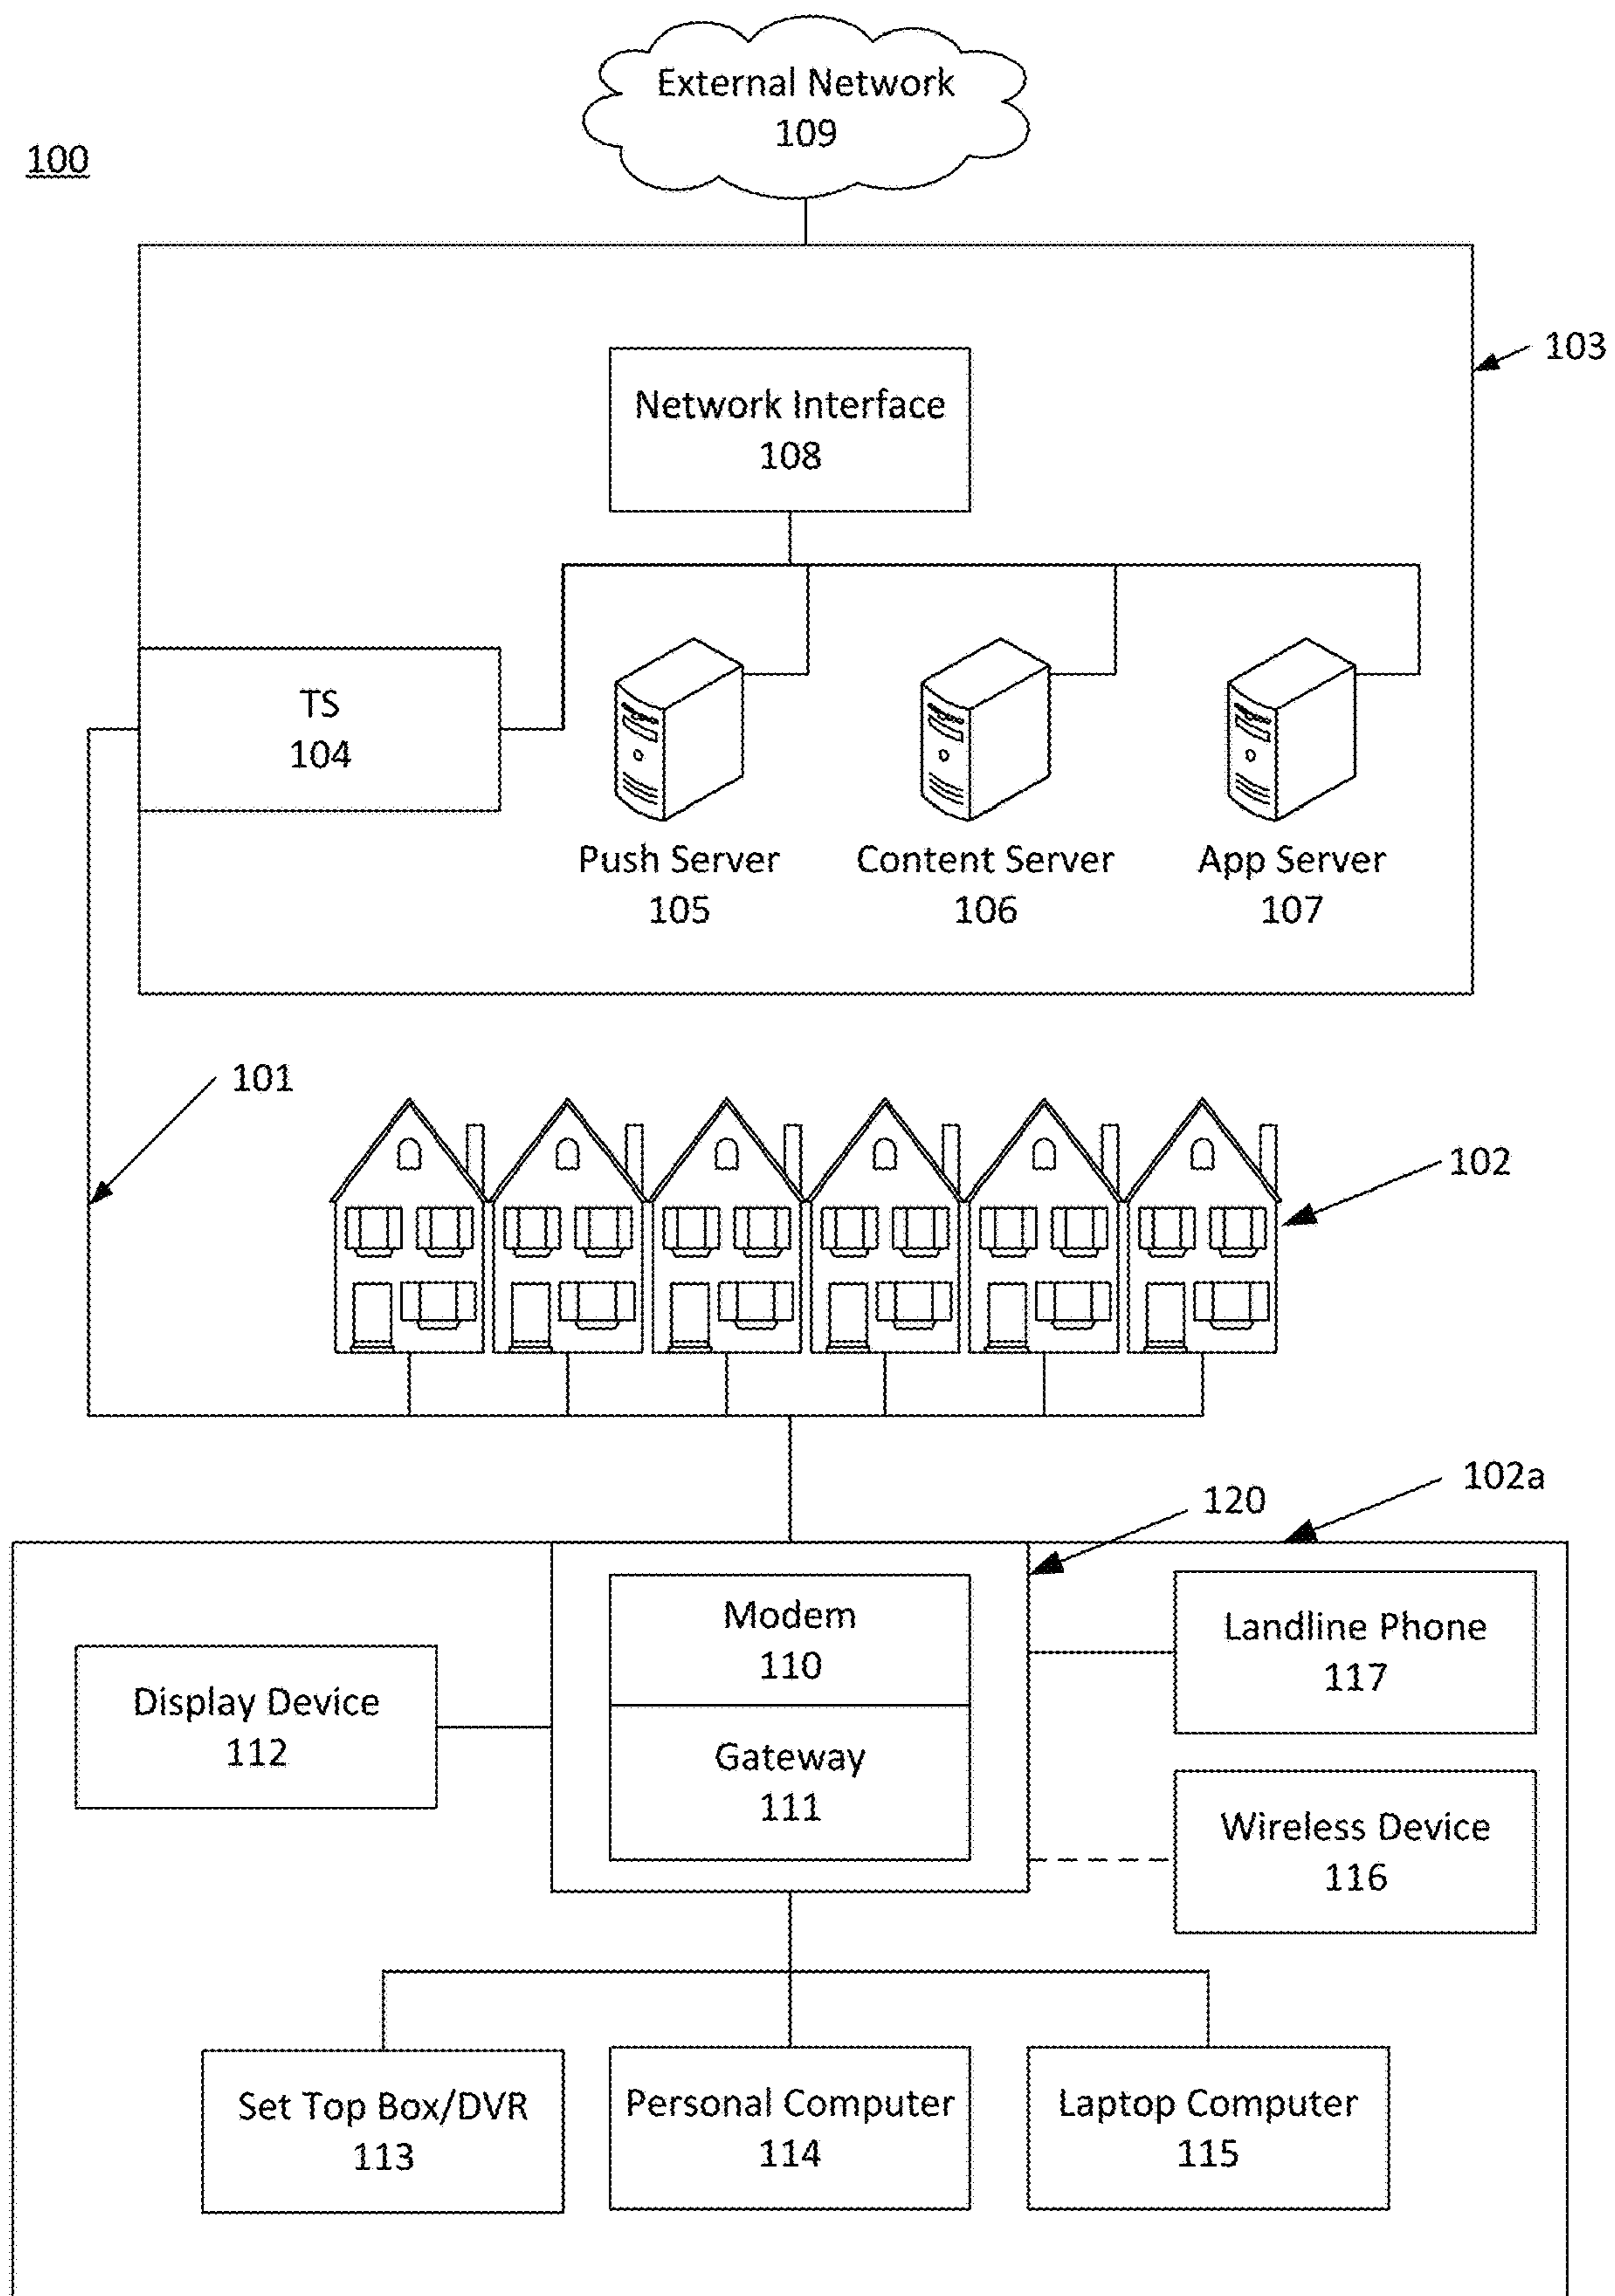 External Network
109
100
103
Network Interface
108
TS
104
Push Server
105
Content Server
106
App Server
107
101
102
102a
120
Modem
110
Landline Phone
117
Display Device
112
Gateway
111
Wireless Device
116
Set Top Box/DVR
113
Personal Computer
114
Laptop Computer
115